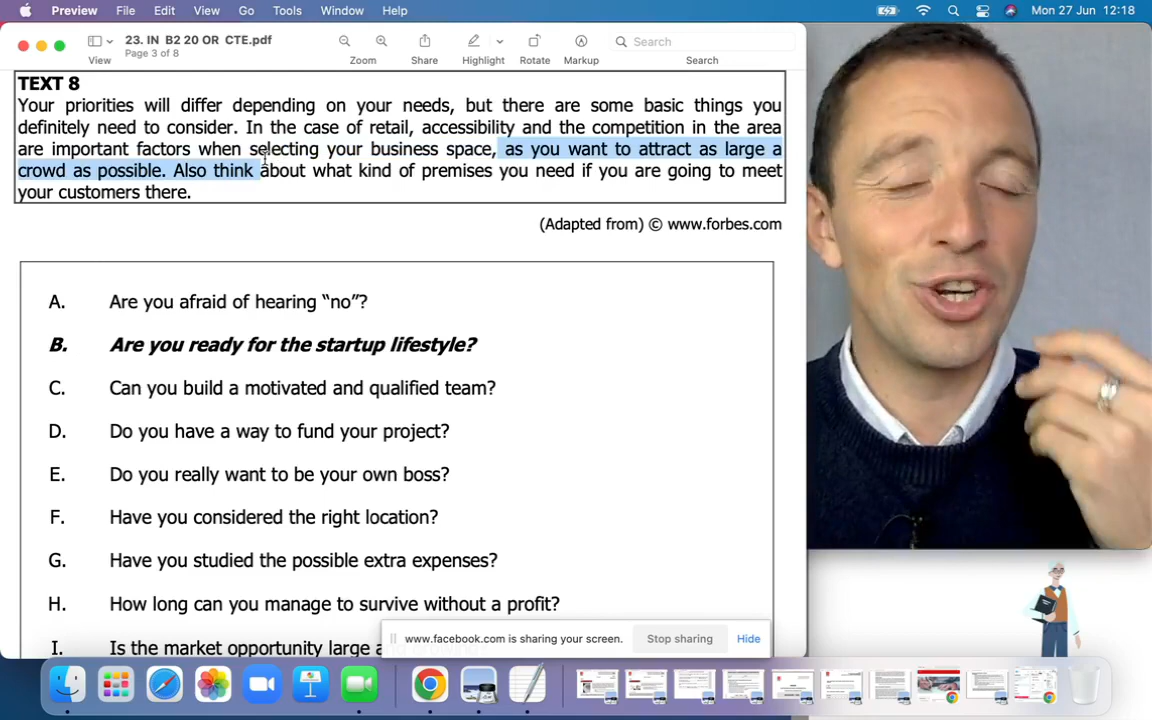 Preview File Edit View Go Tools Window Help Mon 27 Jun 12:18
23. IN B2 20 OR CTE.pdf
Page 3 of 8
Search
View Zoom Share Highlight Rotate Markup Search
TEXT 8
Your priorities will differ depending on your needs, but there are some basic things you
definitely need to consider. In the case of retail, accessibility and the competition in the area
are important factors when selecting your business space, as you want to attract as large a
crowd as possible. Also think about what kind of premises you need if you are going to meet
your customers there.
(Adapted from) © www.forbes.com
A. Are you afraid of hearing “no”?
B. Are you ready for the startup lifestyle?
C. Can you build a motivated and qualified team?
D. Do you have a way to fund your project?
E. Do you really want to be your own boss?
F. Have you considered the right location?
G. Have you studied the possible extra expenses?
H. How long can you manage to survive without a profit?
I. Is the market opportunity large a
www.facebook.com is sharing your screen. Stop sharing Hide